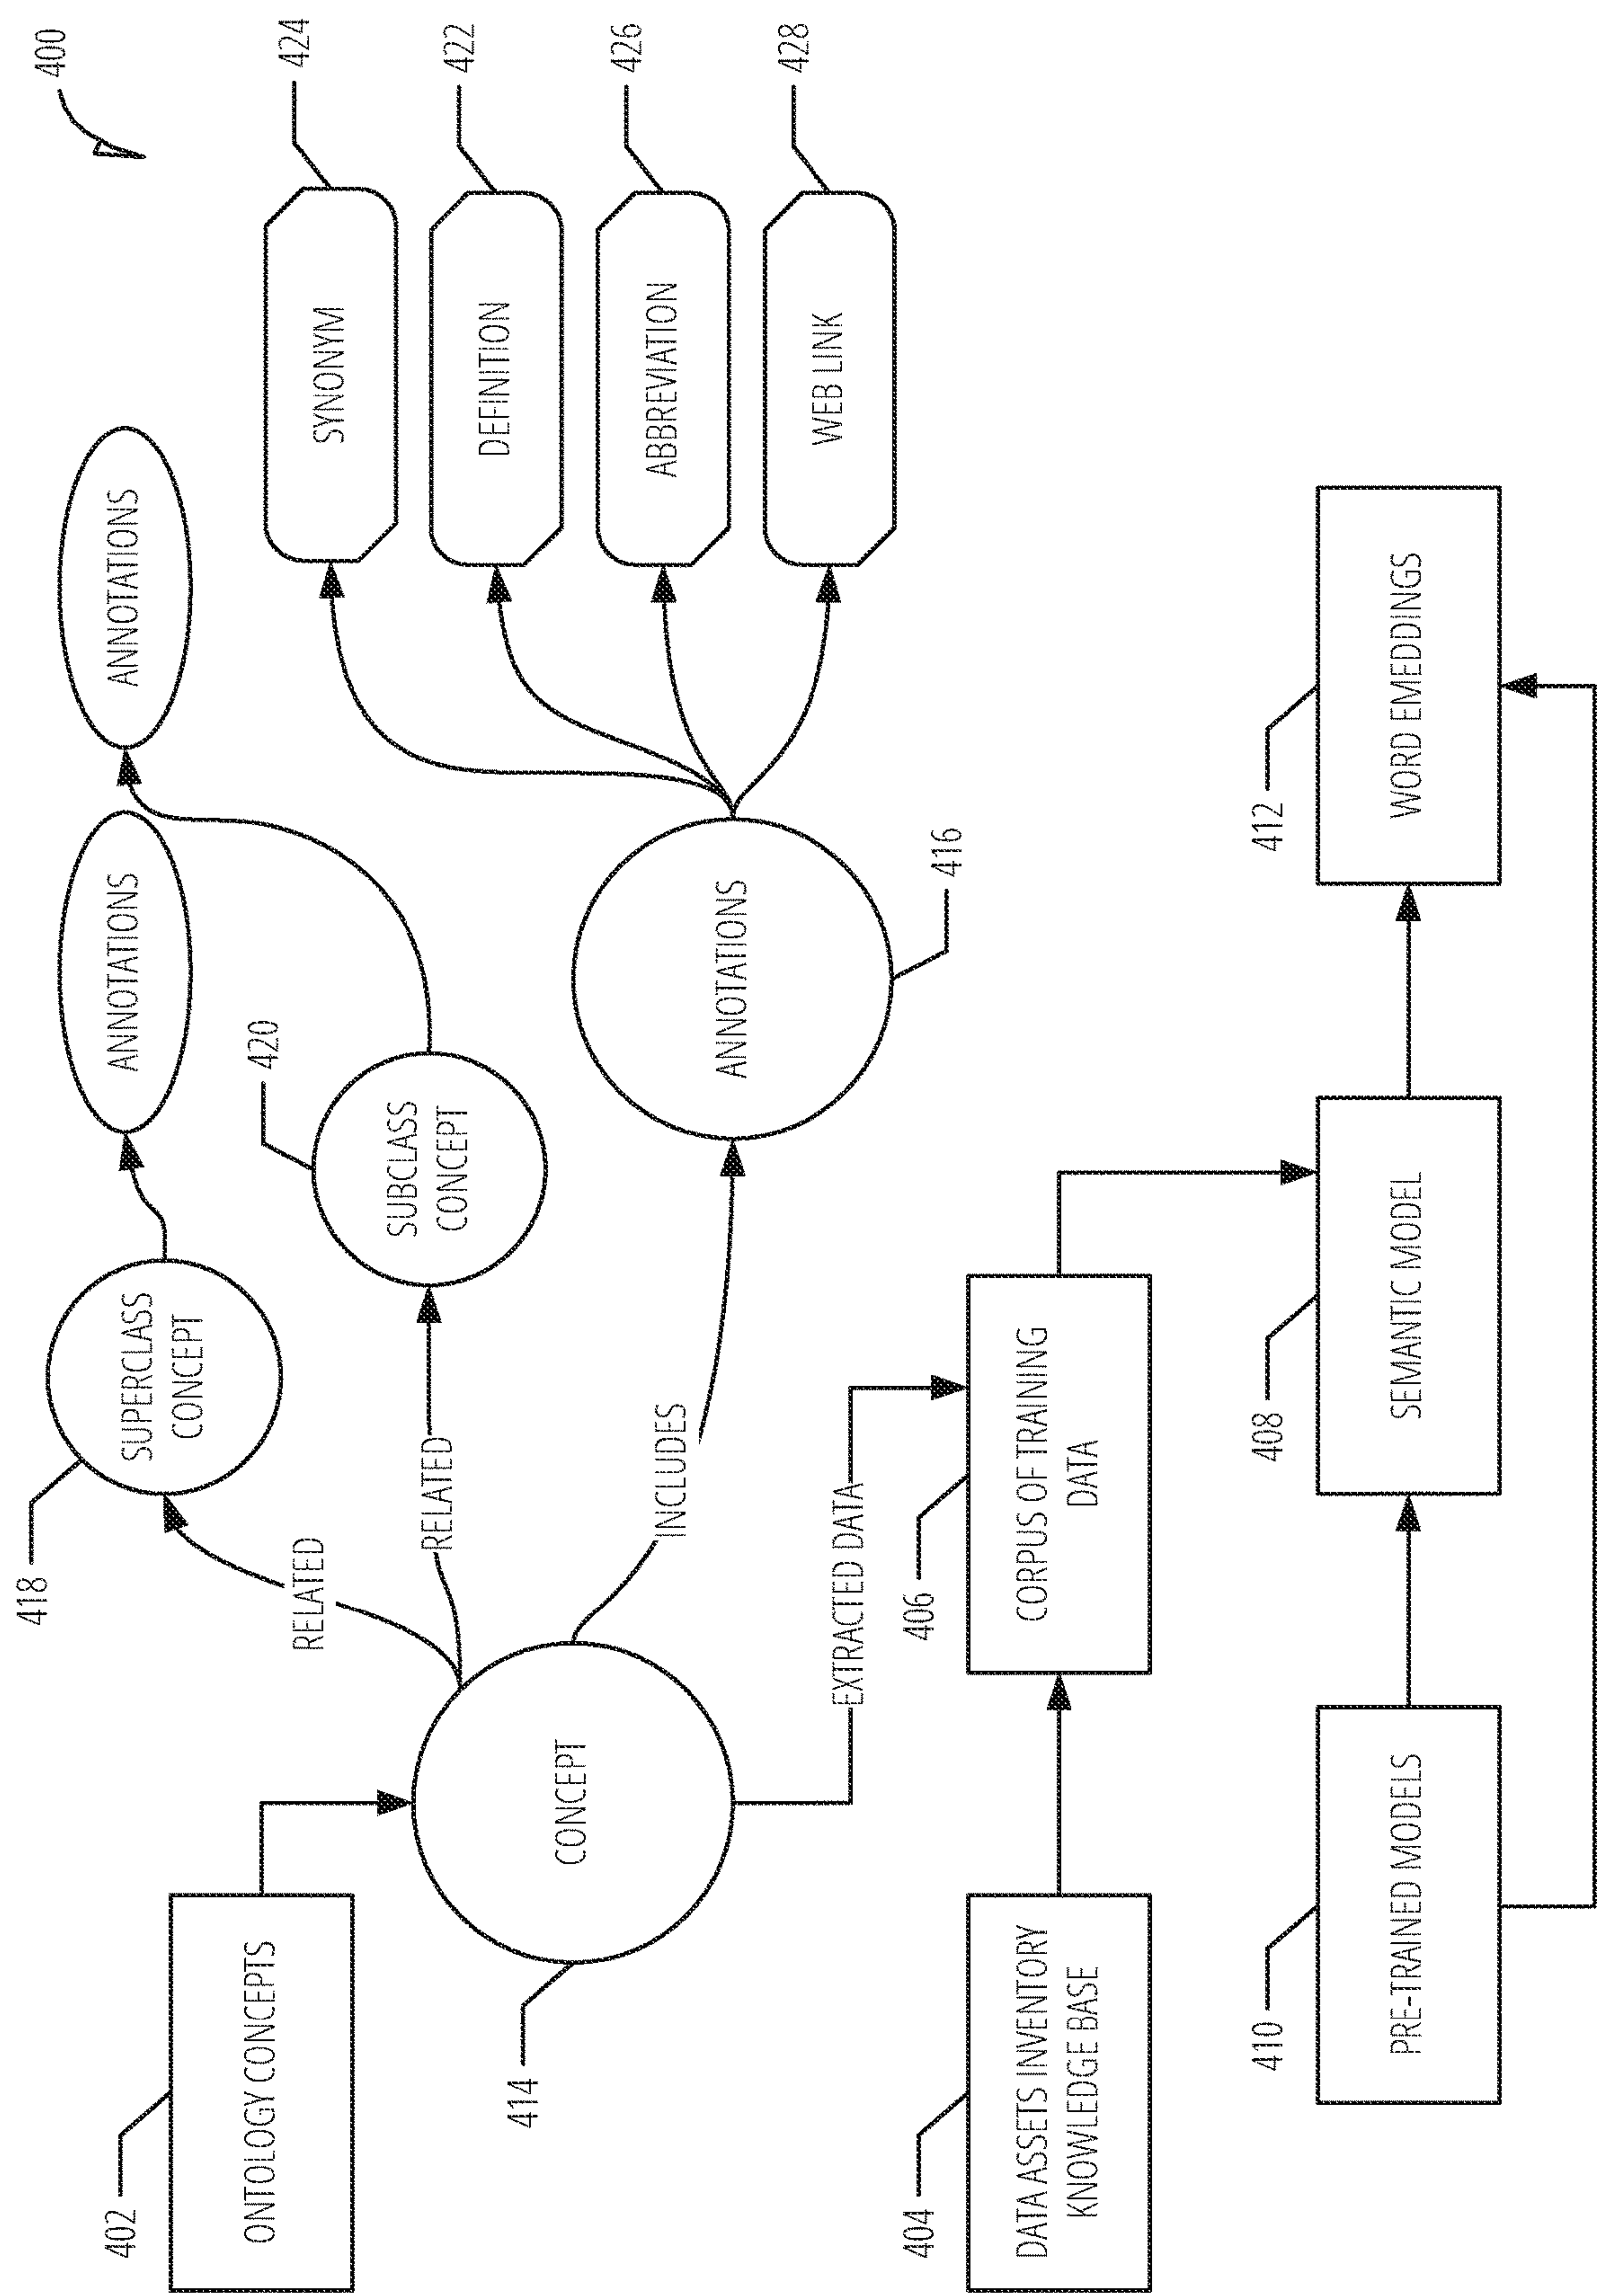 400
418
SUPERCLASS
CONCEPT
ANNOTATIONS
ANNOTATIONS
402
ONTOLOGY CONCEPTS
RELATED
420
SUBCLASS
CONCEPT
RELATED
SYNONYM
424
DEFINITION
422
414
CONCEPT
INCLUDES
ANNOTATIONS
416
ABBREVIATION
426
WEB LINK
428
EXTRACTED DATA
404
DATA ASSETS INVENTORY
KNOWLEDGE BASE
406
CORPUS OF TRAINING
DATA
410
PRE-TRAINED MODELS
408
SEMANTIC MODEL
412
WORD EMEDDINGS